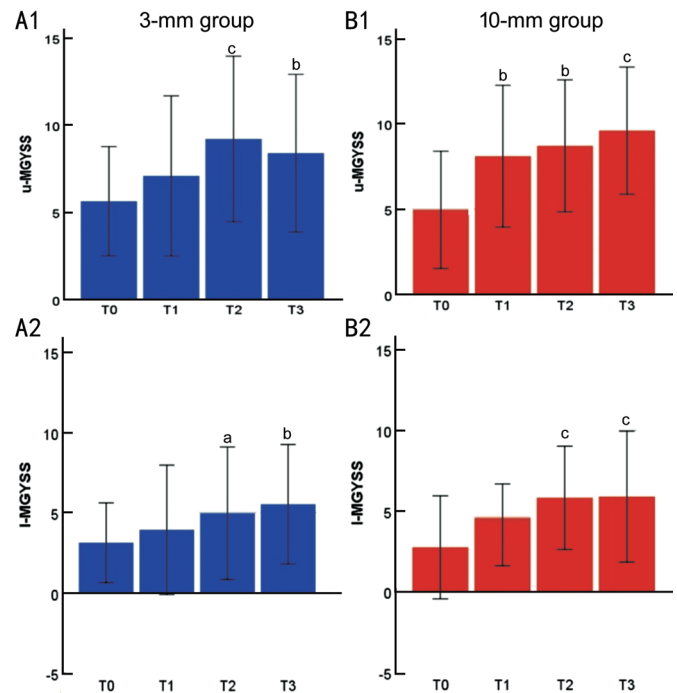 A1 3-mm group
15
10
5
0
u-MGYSS
c
b
T0 T1 T2 T3
B1 10-mm group
15
10
5
0
u-MGYSS
b
b
c
T0 T1 T2 T3
A2
15
10
5
0
-5
l-MGYSS
a
b
T0 T1 T2 T3
B2
15
10
5
0
-5
l-MGYSS
c
c
T0 T1 T2 T3